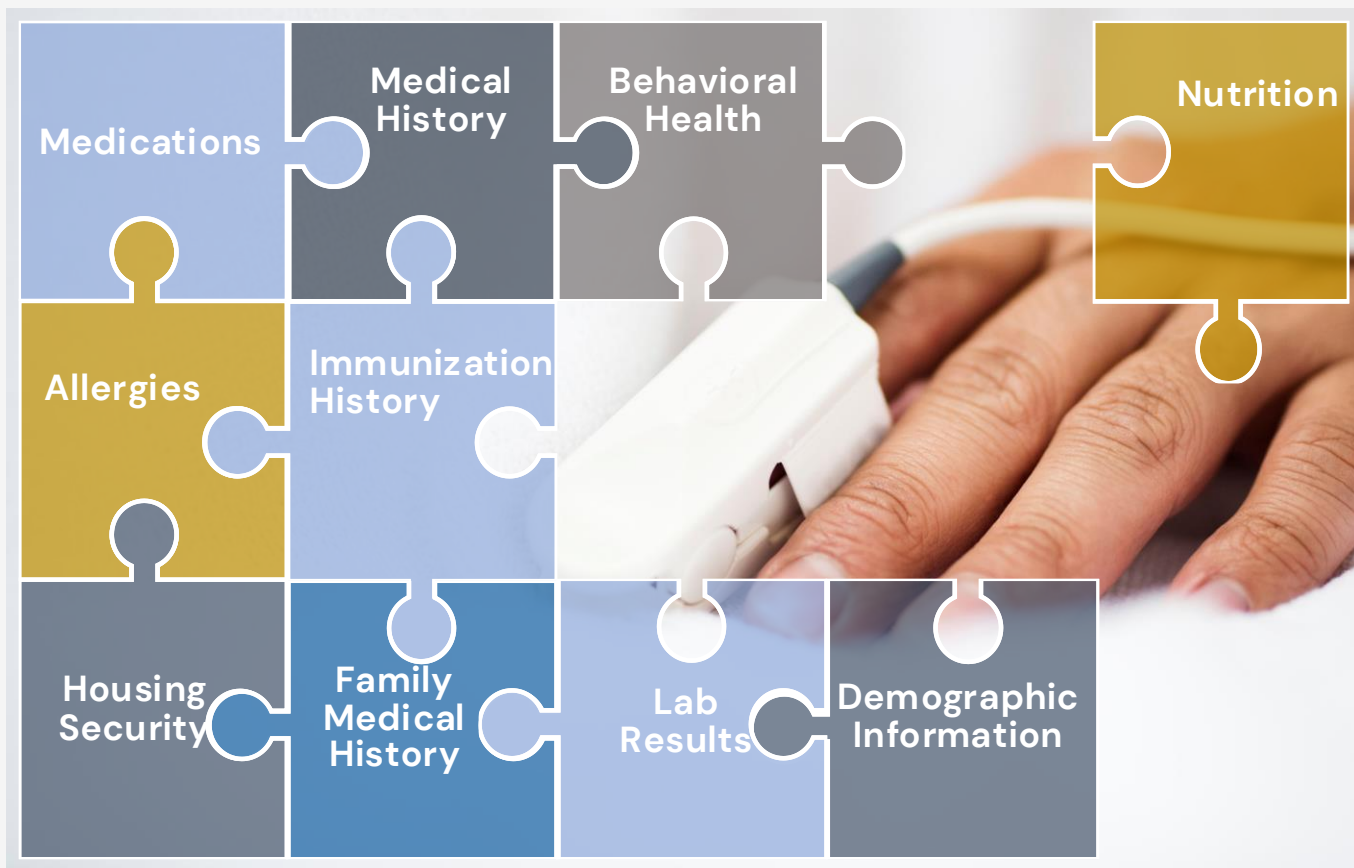 Medications
Medical
History
Behavioral
Health
Nutrition
Allergies
Immunization
History
Housing
Security
Family
Medical
History
Lab
Results
Demographic
Information